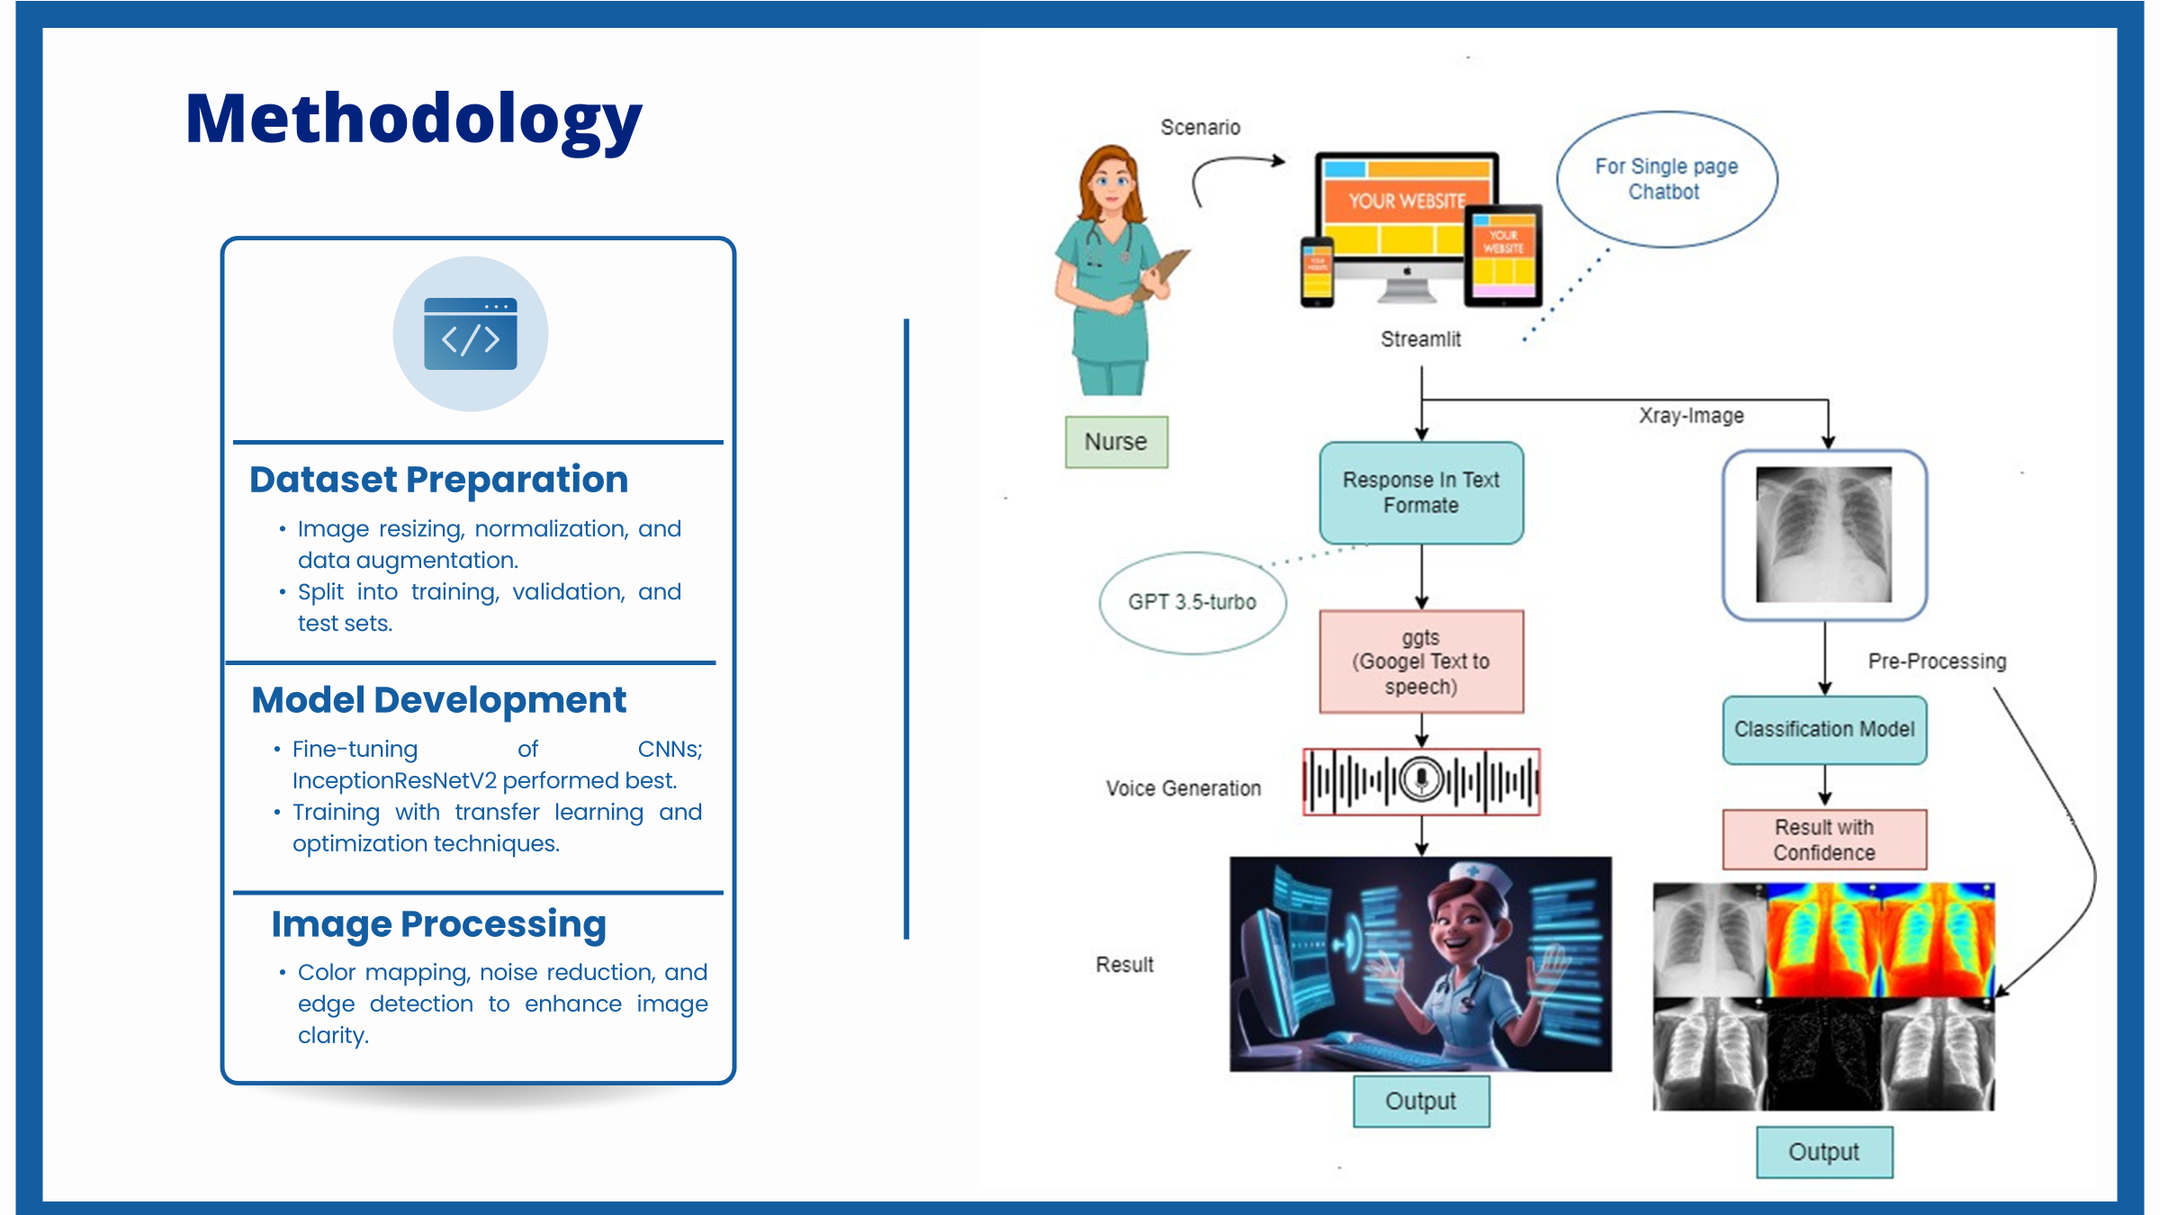 Methodology
Dataset Preparation
• Image resizing, normalization, and
data augmentation.
• Split into training, validation, and
test sets.
Model Development
• Fine-tuning of CNNs;
InceptionResNetV2 performed best.
• Training with transfer learning and
optimization techniques.
Image Processing
• Color mapping, noise reduction, and
edge detection to enhance image
clarity.
Scenario
YOUR WEBSITE
YOUR
WEBSITE
YOUR
WEBSITE
For Single page
Chatbot
Streamlit
Nurse
Xray-Image
Response In Text
Formate
GPT 3.5-turbo
ggts
(Googel Text to
speech)
Pre-Processing
Classification Model
Voice Generation
Result with
Confidence
Result
Output
Output